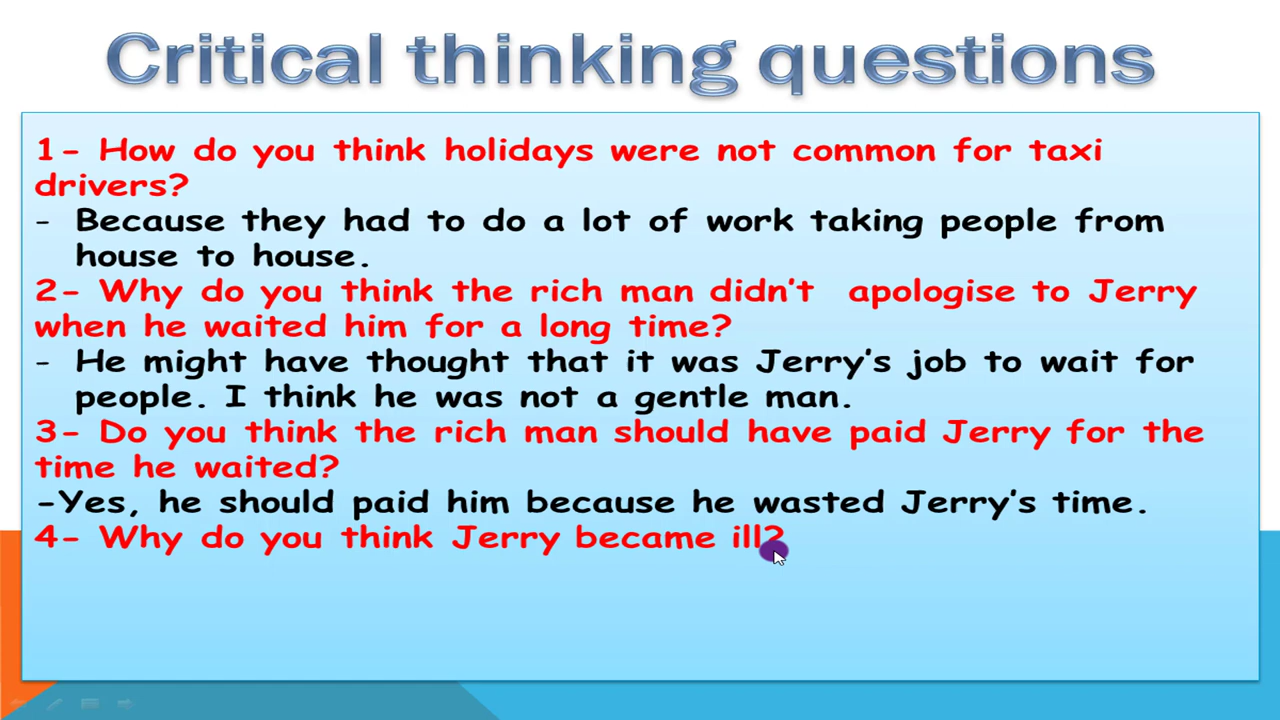 Critical thinking questions
1- How do you think holidays were not common for taxi
drivers?
- Because they had to do a lot of work taking people from
house to house.
2- Why do you think the rich man didn't apologise to Jerry
when he waited him for a long time?
- He might have thought that it was Jerry's job to wait for
people. I think he was not a gentle man.
3- Do you think the rich man should have paid Jerry for the
time he waited?
-Yes, he should paid him because he wasted Jerry's time.
4- Why do you think Jerry became ill?